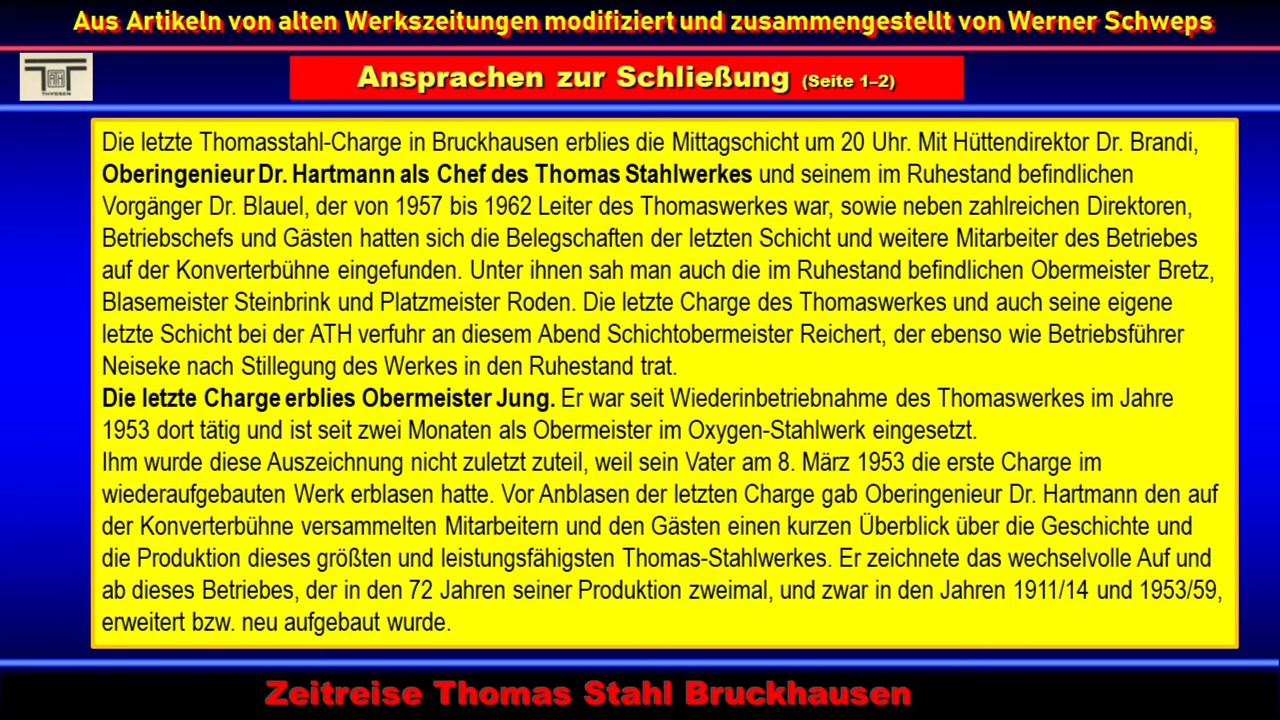 Aus Artikeln von alten Werkszeitungen modifiziert und zusammengestellt von Werner Schweps
ATH
THYSSEN
Ansprachen zur Schließung (Seite 1–2)
Die letzte Thomasstahl-Charge in Bruckhausen erblies die Mittagschicht um 20 Uhr. Mit Hüttendirektor Dr. Brandi,
Oberingenieur Dr. Hartmann als Chef des Thomas Stahlwerkes und seinem im Ruhestand befindlichen
Vorgänger Dr. Blauel, der von 1957 bis 1962 Leiter des Thomaswerkes war, sowie neben zahlreichen Direktoren,
Betriebschefs und Gästen hatten sich die Belegschaften der letzten Schicht und weitere Mitarbeiter des Betriebes
auf der Konverterbühne eingefunden. Unter ihnen sah man auch die im Ruhestand befindlichen Obermeister Bretz,
Blasemeister Steinbrink und Platzmeister Roden. Die letzte Charge des Thomaswerkes und auch seine eigene
letzte Schicht bei der ATH verfuhr an diesem Abend Schichtobermeister Reichert, der ebenso wie Betriebsführer
Neiseke nach Stillegung des Werkes in den Ruhestand trat.
Die letzte Charge erblies Obermeister Jung. Er war seit Wiederinbetriebnahme des Thomaswerkes im Jahre
1953 dort tätig und ist seit zwei Monaten als Obermeister im Oxygen-Stahlwerk eingesetzt.
Ihm wurde diese Auszeichnung nicht zuletzt zuteil, weil sein Vater am 8. März 1953 die erste Charge im
wiederaufgebauten Werk erblasen hatte. Vor Anblasen der letzten Charge gab Oberingenieur Dr. Hartmann den auf
der Konverterbühne versammelten Mitarbeitern und den Gästen einen kurzen Überblick über die Geschichte und
die Produktion dieses größten und leistungsfähigsten Thomas-Stahlwerkes. Er zeichnete das wechselvolle Auf und
ab dieses Betriebes, der in den 72 Jahren seiner Produktion zweimal, und zwar in den Jahren 1911/14 und 1953/59,
erweitert bzw. neu aufgebaut wurde.
Zeitreise Thomas Stahl Bruckhausen